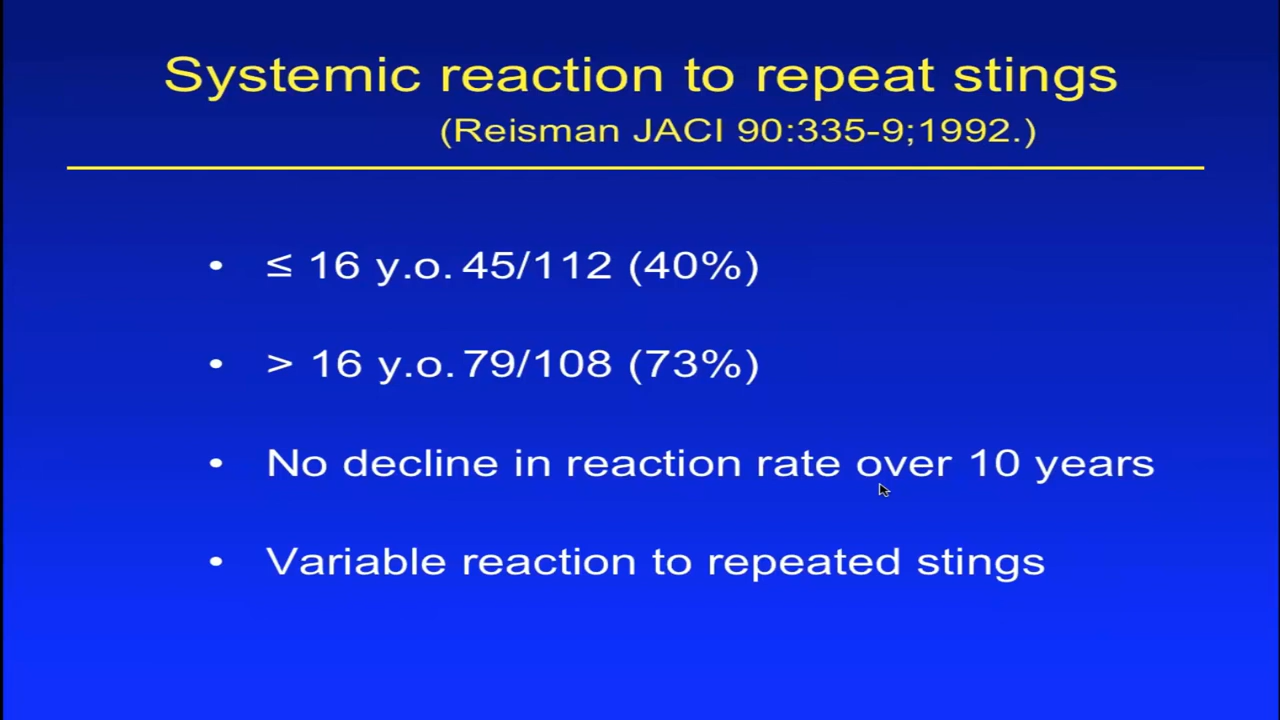 Systemic reaction to repeat stings
(Reisman JACI 90:335-9;1992.)
• ≤ 16 y.o. 45/112 (40%)
• > 16 y.o. 79/108 (73%)
• No decline in reaction rate over 10 years
• Variable reaction to repeated stings